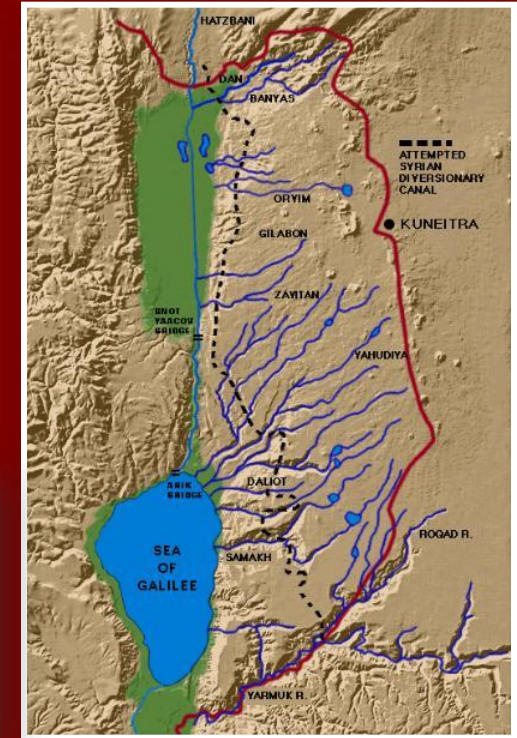 HATZBANI
DAN
BANYAS
ATTEMPTED
SYRIAN
DIVERSIONARY
CANAL
ORVIM
KUNEITRA
GILABON
ZAVITAN
BNOT
YAACOV
BRIDGE
YAHUDIYA
ARIK
BRIDGE
DALIOT
ROQAD R.
SEA
OF
GALILEE
SAMAKH
YARMUK R.